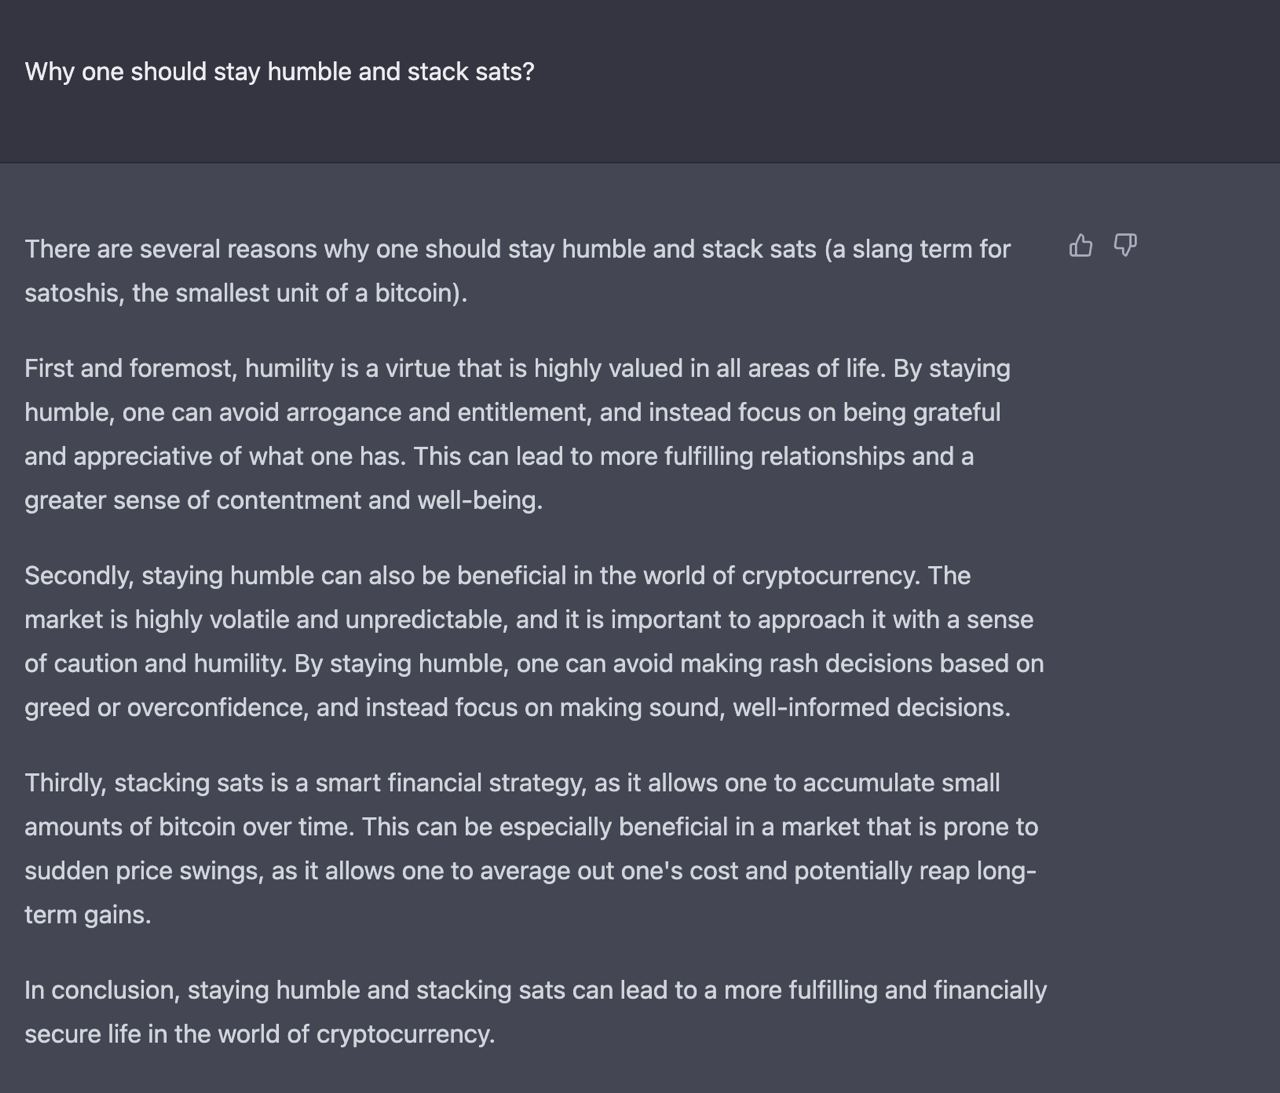 Why one should stay humble and stack sats?
There are several reasons why one should stay humble and stack sats (a slang term for
satoshis, the smallest unit of a bitcoin).
First and foremost, humility is a virtue that is highly valued in all areas of life. By staying
humble, one can avoid arrogance and entitlement, and instead focus on being grateful
and appreciative of what one has. This can lead to more fulfilling relationships and a
greater sense of contentment and well-being.
Secondly, staying humble can also be beneficial in the world of cryptocurrency. The
market is highly volatile and unpredictable, and it is important to approach it with a sense
of caution and humility. By staying humble, one can avoid making rash decisions based on
greed or overconfidence, and instead focus on making sound, well-informed decisions.
Thirdly, stacking sats is a smart financial strategy, as it allows one to accumulate small
amounts of bitcoin over time. This can be especially beneficial in a market that is prone to
sudden price swings, as it allows one to average out one's cost and potentially reap long-
term gains.
In conclusion, staying humble and stacking sats can lead to a more fulfilling and financially
secure life in the world of cryptocurrency.